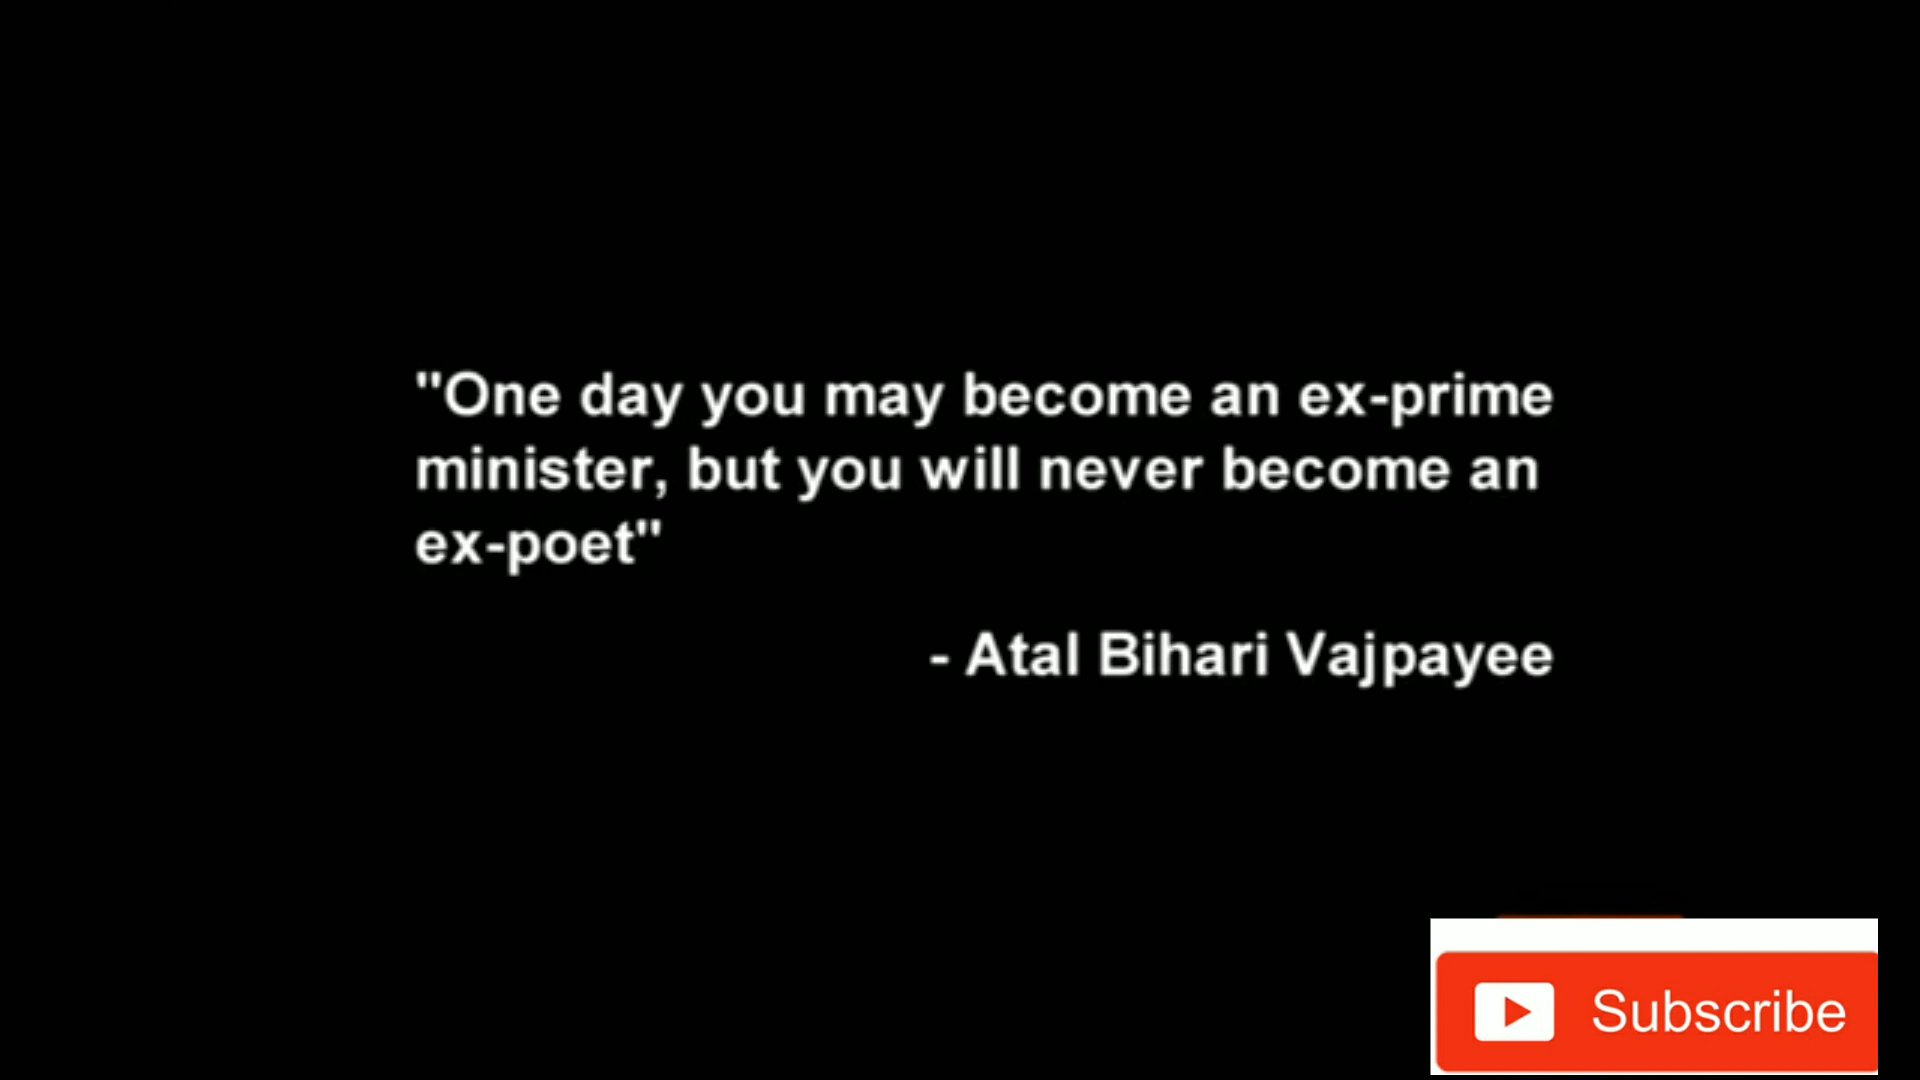 "One day you may become an ex-prime
minister, but you will never become an
ex-poet"
- Atal Bihari Vajpayee
Subscribe